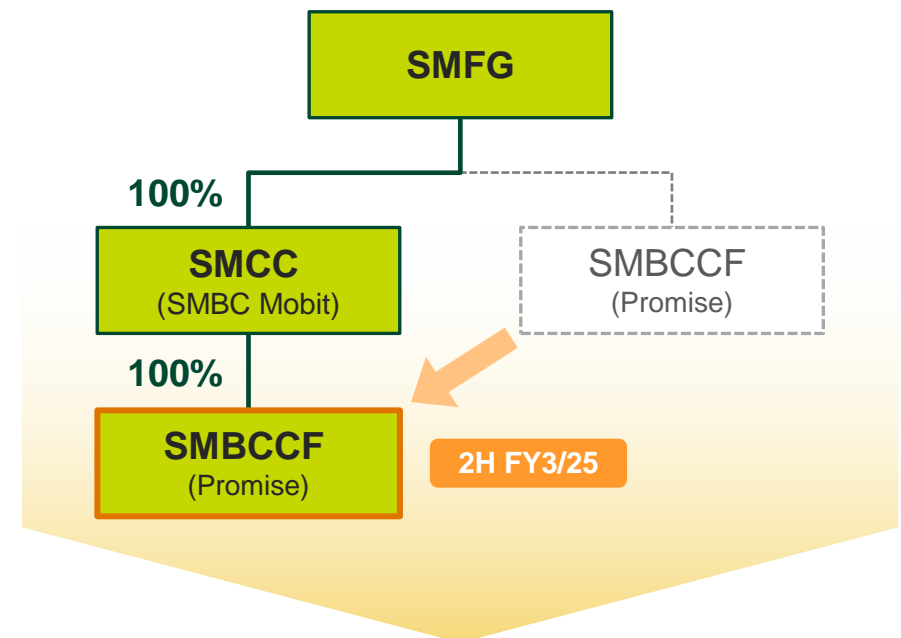 SMFG
100%
SMCC
(SMBC Mobit)
SMBCCF
(Promise)
100%
SMBCCF
(Promise)
2H FY3/25